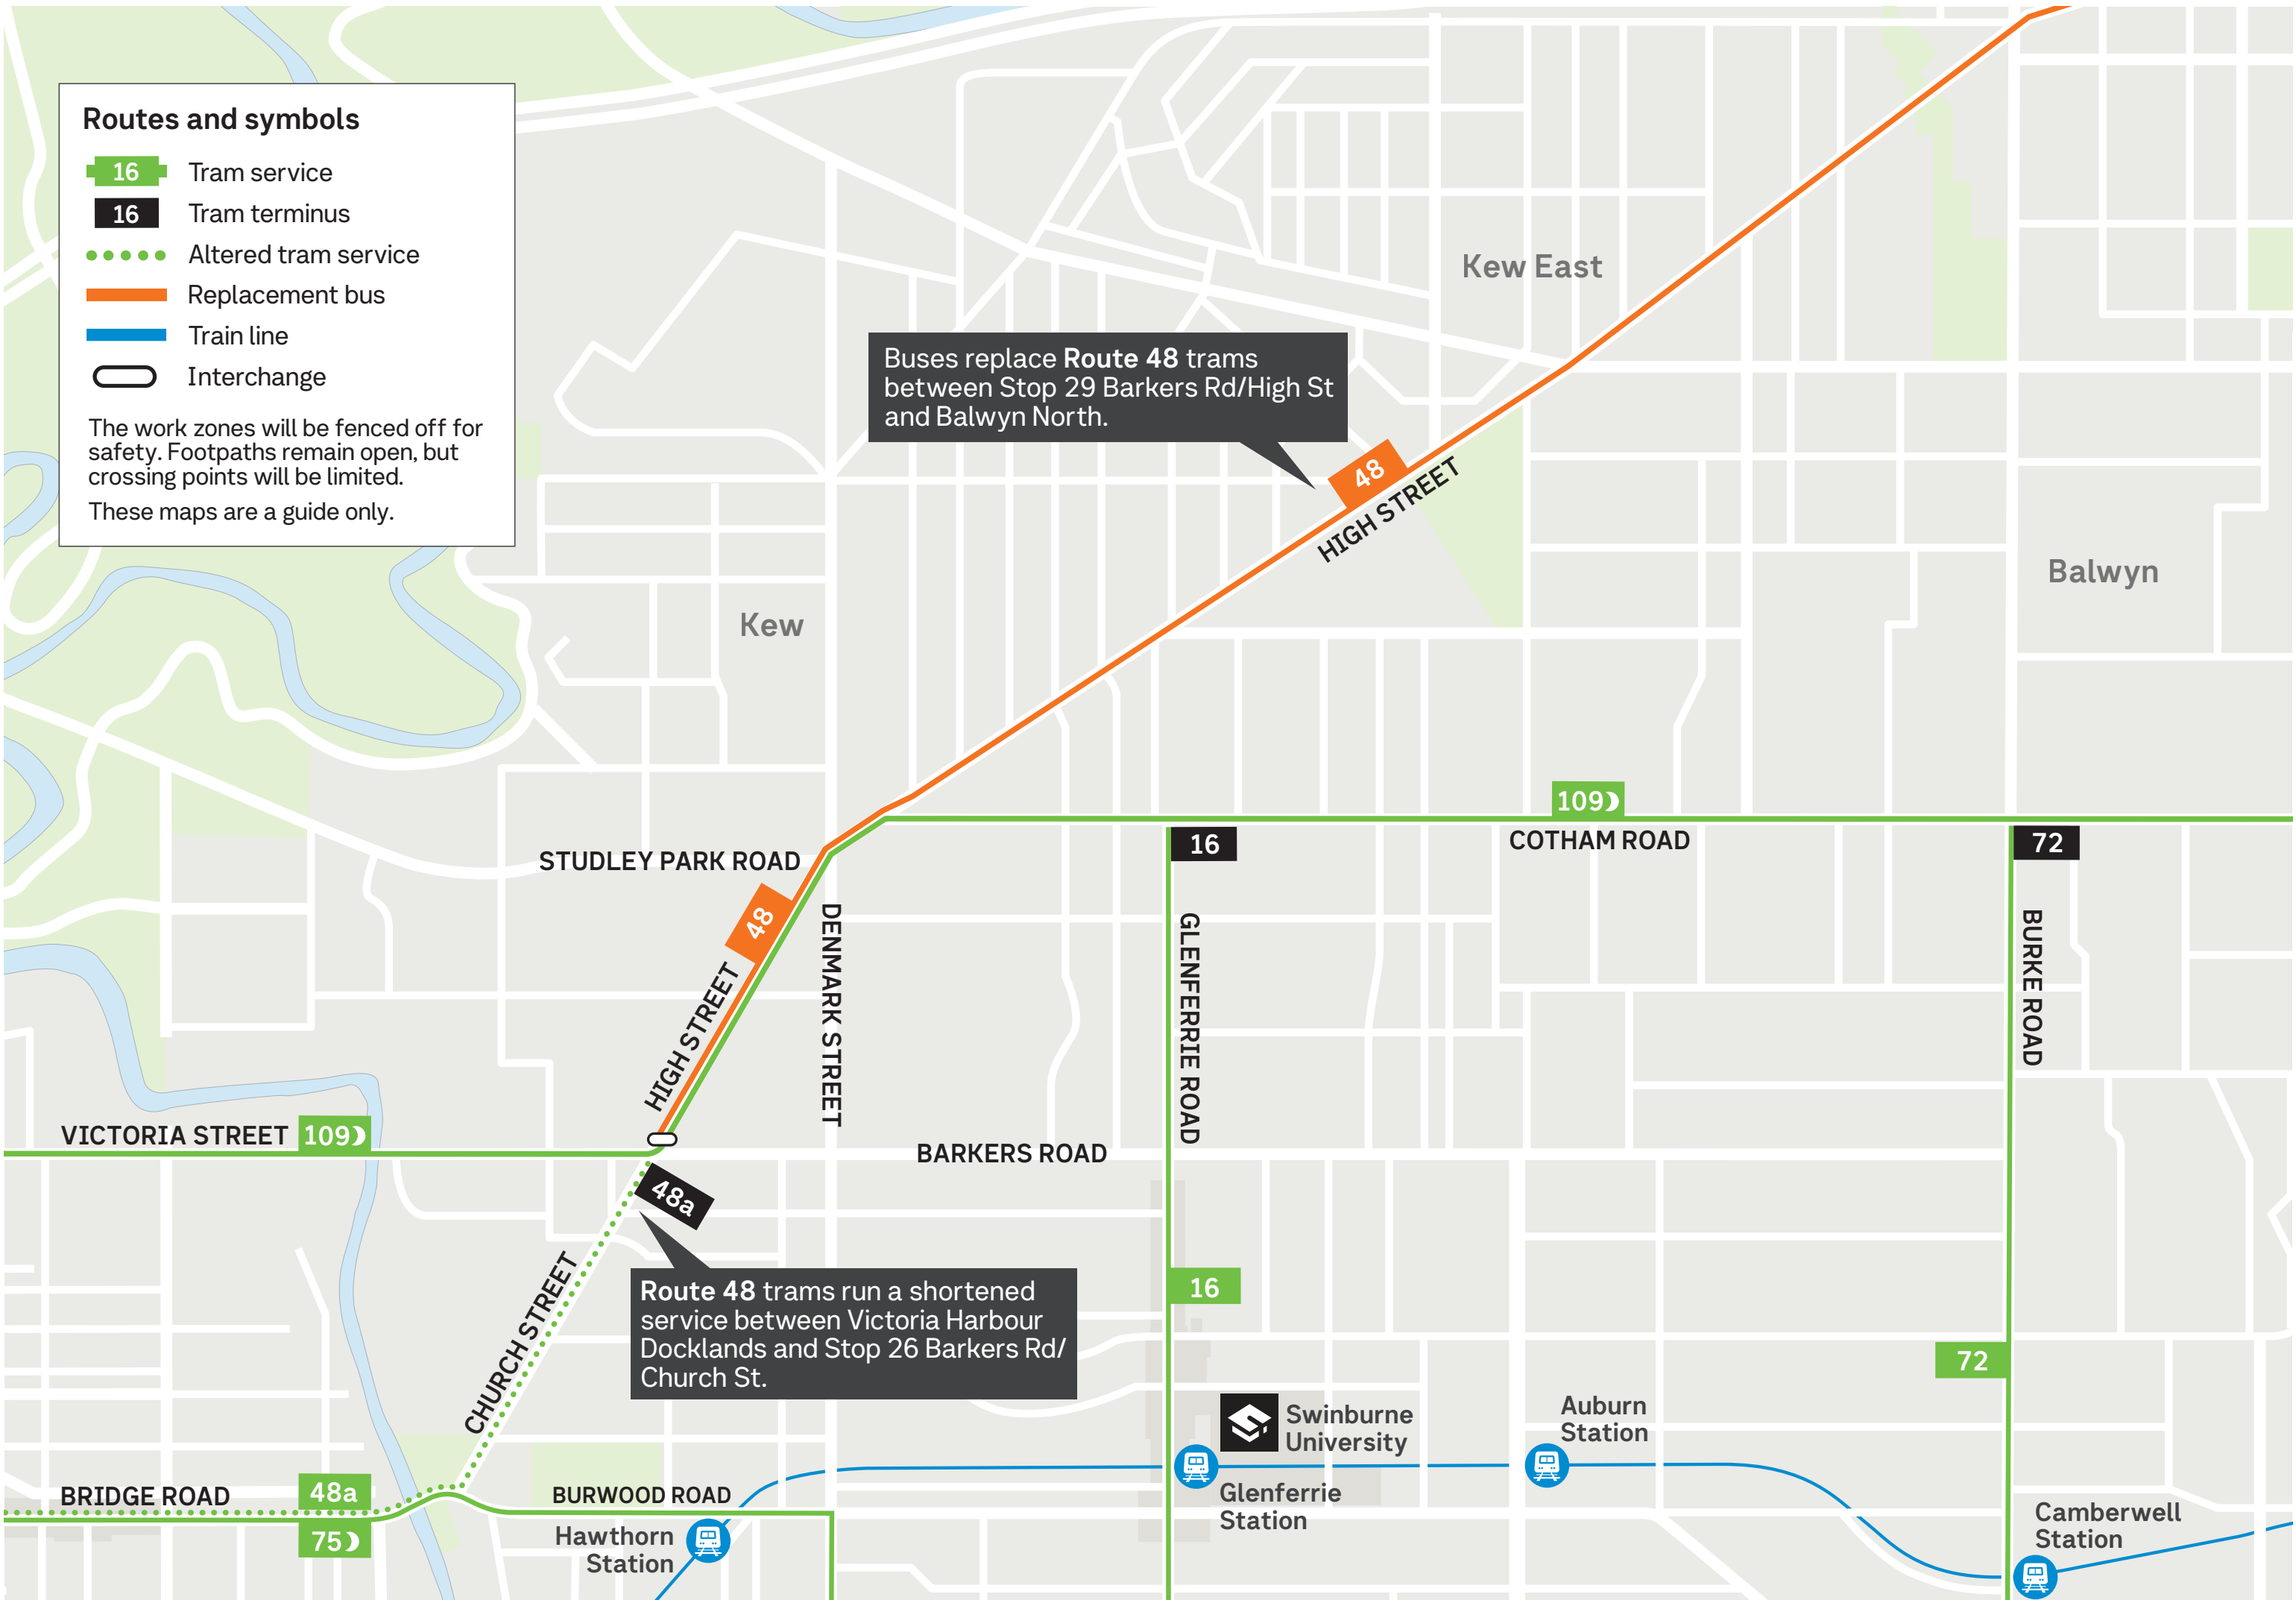 Routes and symbols
16 Tram service
16 Tram terminus
Altered tram service
Replacement bus
Train line
Interchange
The work zones will be fenced off for
safety. Footpaths remain open, but
crossing points will be limited.
These maps are a guide only.
Kew East
Buses replace Route 48 trams
between Stop 29 Barkers Rd/High St
and Balwyn North.
48
HIGH STREET
Balwyn
Kew
109
COTHAM ROAD
16
72
STUDLEY PARK ROAD
48
HIGH STREET
DENMARK STREET
GLENFERRIE ROAD
BURKE ROAD
VICTORIA STREET 109
BARKERS ROAD
48a
Route 48 trams run a shortened
service between Victoria Harbour
Docklands and Stop 26 Barkers Rd/
Church St.
16
72
CHURCH STREET
Swinburne
University
Auburn
Station
BRIDGE ROAD 48a
75
BURWOOD ROAD
Hawthorn
Station
Glenferrie
Station
Camberwell
Station